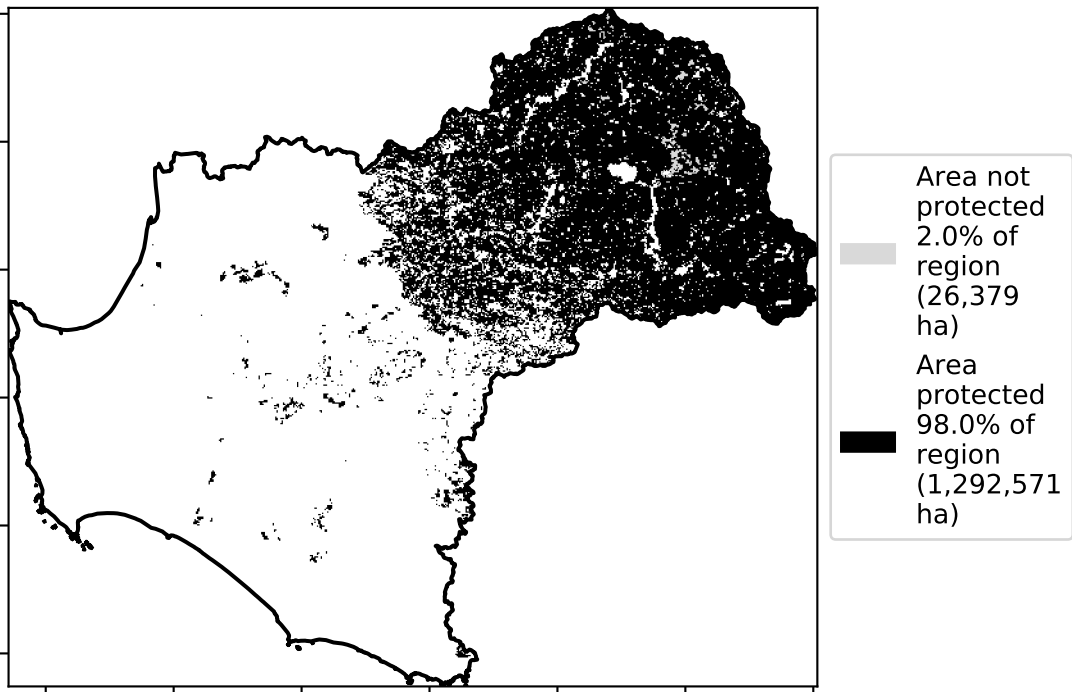 Area not
protected
2.0% of
region
(26,379
ha)
Area
protected
98.0% of
region
(1,292,571
ha)